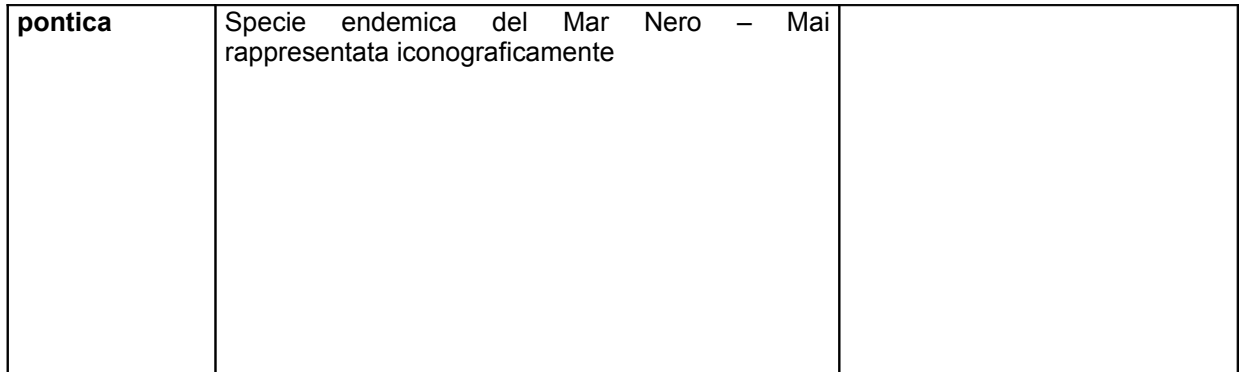 pontica
Specie endemica del Mar Nero – Mai
rappresentata iconograficamente